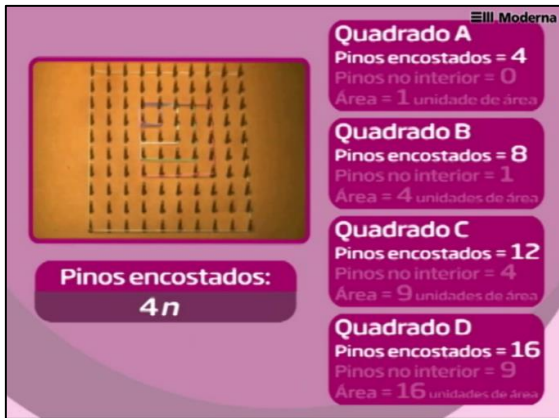 Moderna
Quadrado A
Pinos encostados = 4
Pinos no interior = 0
Área = 1 unidade de área
Quadrado B
Pinos encostados = 8
Pinos no interior = 1
Área = 4 unidades de área
Quadrado C
Pinos encostados = 12
Pinos no interior = 4
Área = 9 unidades de área
Quadrado D
Pinos encostados = 16
Pinos no interior = 9
Área = 16 unidades de área
Pinos encostados:
4n